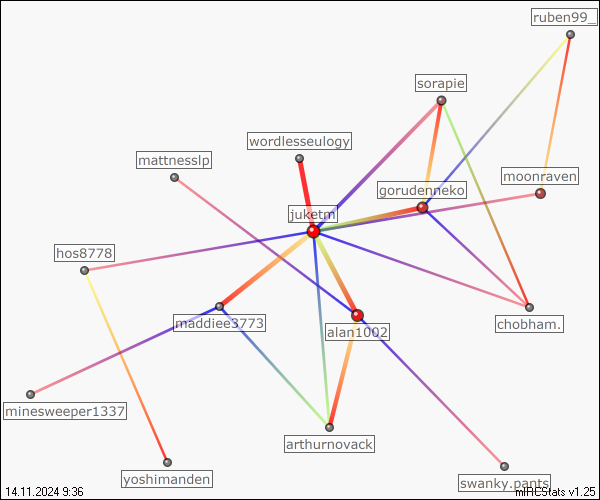 ruben99_
sorapie
wordlesseulogy
mattnesslp
moonraven
gorudenneko
juketm
hos8778
maddiee3773
chobham.
alan1002
minesweeper1337
arthurnovack
yoshimanden
swanky.pants
14.11.2024 9:36
mIRCStats v1.25